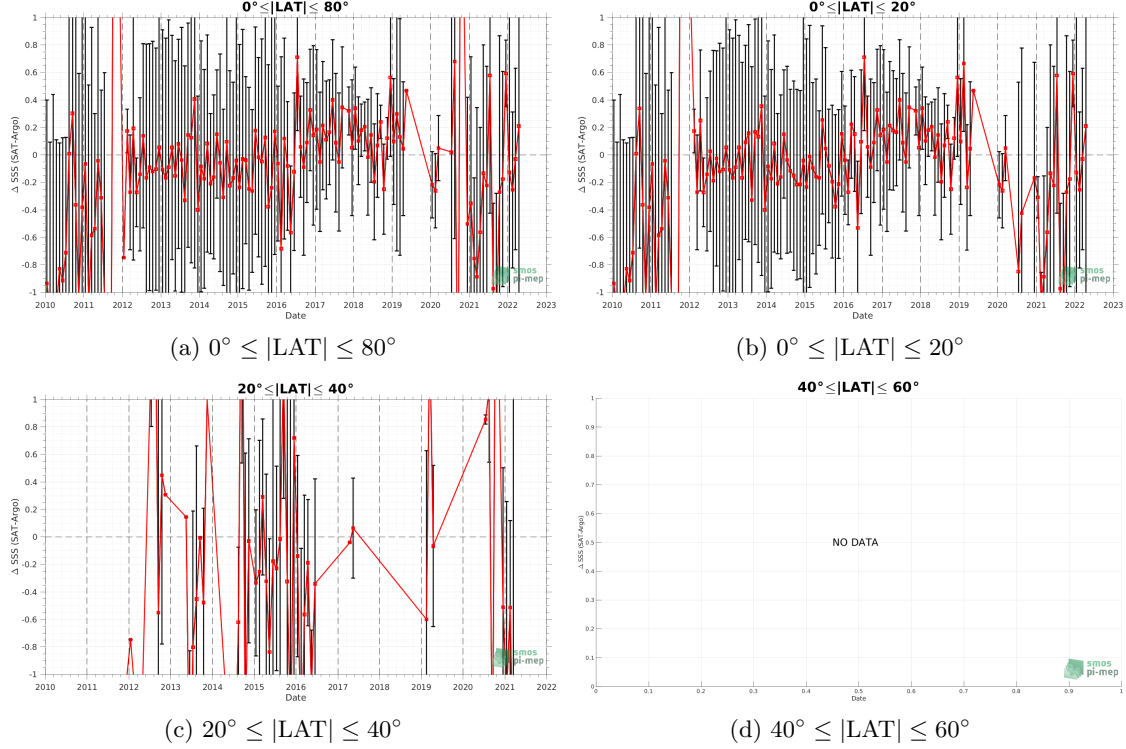 0°≤|LAT|≤ 80°
Δ SSS (SAT-Argo)
1
0.8
0.6
0.4
0.2
0
-0.2
-0.4
-0.6
-0.8
-1
2010 2011 2012 2013 2014 2015 2016 2017 2018 2019 2020 2021 2022 2023
Date
smos
pi-mep
(a) 0° ≤ |LAT| ≤ 80°
0°≤|LAT|≤ 20°
Δ SSS (SAT-Argo)
1
0.8
0.6
0.4
0.2
0
-0.2
-0.4
-0.6
-0.8
-1
2010 2011 2012 2013 2014 2015 2016 2017 2018 2019 2020 2021 2022 2023
Date
smos
pi-mep
(b) 0° ≤ |LAT| ≤ 20°
20°≤|LAT|≤ 40°
Δ SSS (SAT-Argo)
1
0.8
0.6
0.4
0.2
0
-0.2
-0.4
-0.6
-0.8
-1
2010 2011 2012 2013 2014 2015 2016 2017 2018 2019 2020 2021 2022
Date
smos
pi-mep
(c) 20° ≤ |LAT| ≤ 40°
40°≤|LAT|≤ 60°
Δ SSS (SAT-Argo)
1
0.9
0.8
0.7
0.6
0.5
0.4
0.3
0.2
0.1
0
NO DATA
0 0.1 0.2 0.3 0.4 0.5 0.6 0.7 0.8 0.9 1
Date
smos
pi-mep
(d) 40° ≤ |LAT| ≤ 60°